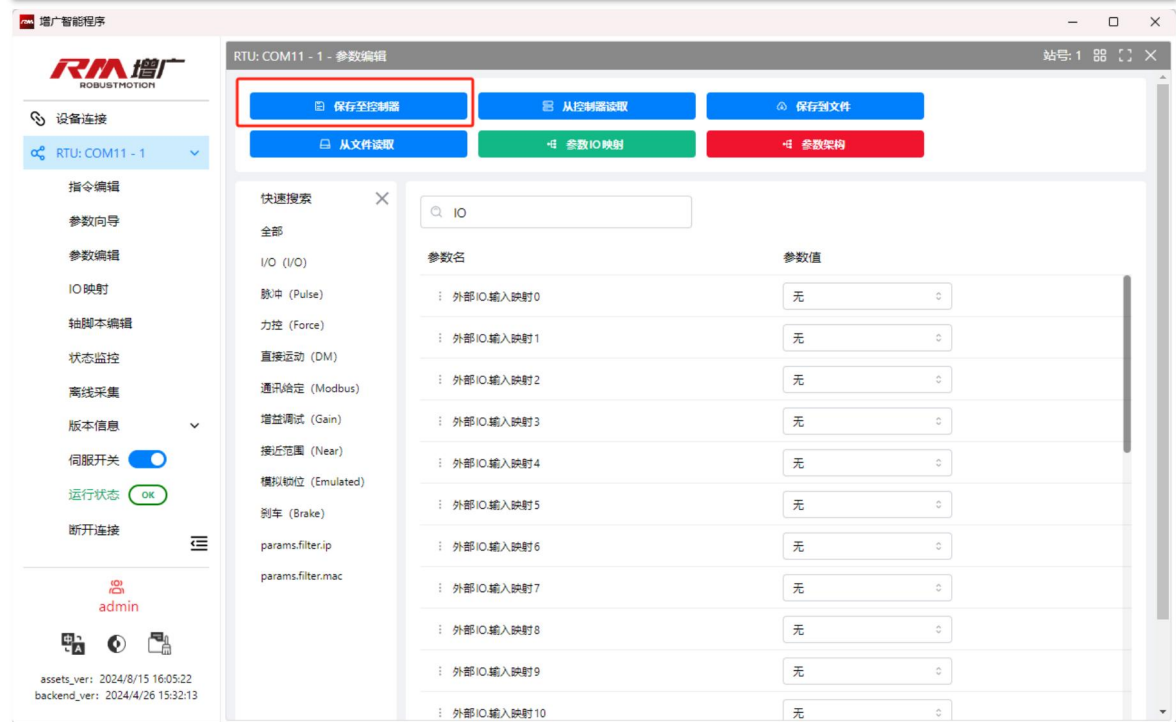 增广智能程序
RM 增广
ROBUSTMOTION
设备连接
RTU: COM11 - 1
指令编辑
参数向导
参数编辑
IO映射
轴脚本编辑
状态监控
离线采集
版本信息
伺服开关
运行状态 OK
断开连接
admin
assets_ver: 2024/8/15 16:05:22
backend_ver: 2024/4/26 15:32:13
RTU: COM11 - 1 - 参数编辑
站号: 1
保存至控制器
从控制器读取
保存到文件
从文件读取
参数IO映射
参数架构
快速搜索
全部
I/O (I/O)
脉冲 (Pulse)
力控 (Force)
直接运动 (DM)
通讯给定 (Modbus)
增益调试 (Gain)
接近范围 (Near)
模拟锁位 (Emulated)
刹车 (Brake)
params.filter.ip
params.filter.mac
IO
参数名 参数值
外部IO.输入映射0 无
外部IO.输入映射1 无
外部IO.输入映射2 无
外部IO.输入映射3 无
外部IO.输入映射4 无
外部IO.输入映射5 无
外部IO.输入映射6 无
外部IO.输入映射7 无
外部IO.输入映射8 无
外部IO.输入映射9 无
外部IO.输入映射10 无